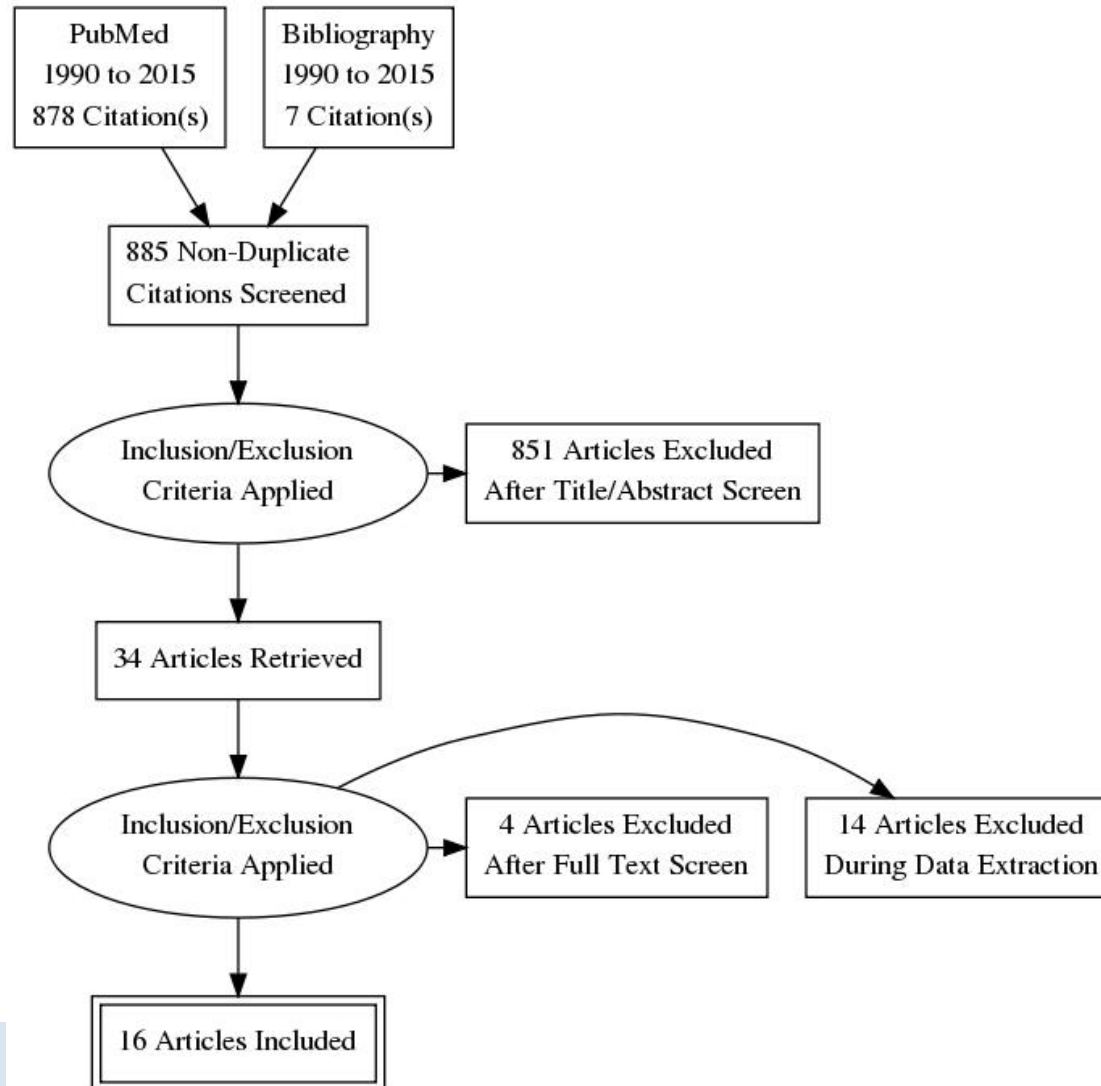 PubMed
1990 to 2015
878 Citation(s)
Bibliography
1990 to 2015
7 Citation(s)
885 Non-Duplicate
Citations Screened
Inclusion/Exclusion
Criteria Applied
851 Articles Excluded
After Title/Abstract Screen
34 Articles Retrieved
Inclusion/Exclusion
Criteria Applied
4 Articles Excluded
After Full Text Screen
14 Articles Excluded
During Data Extraction
16 Articles Included